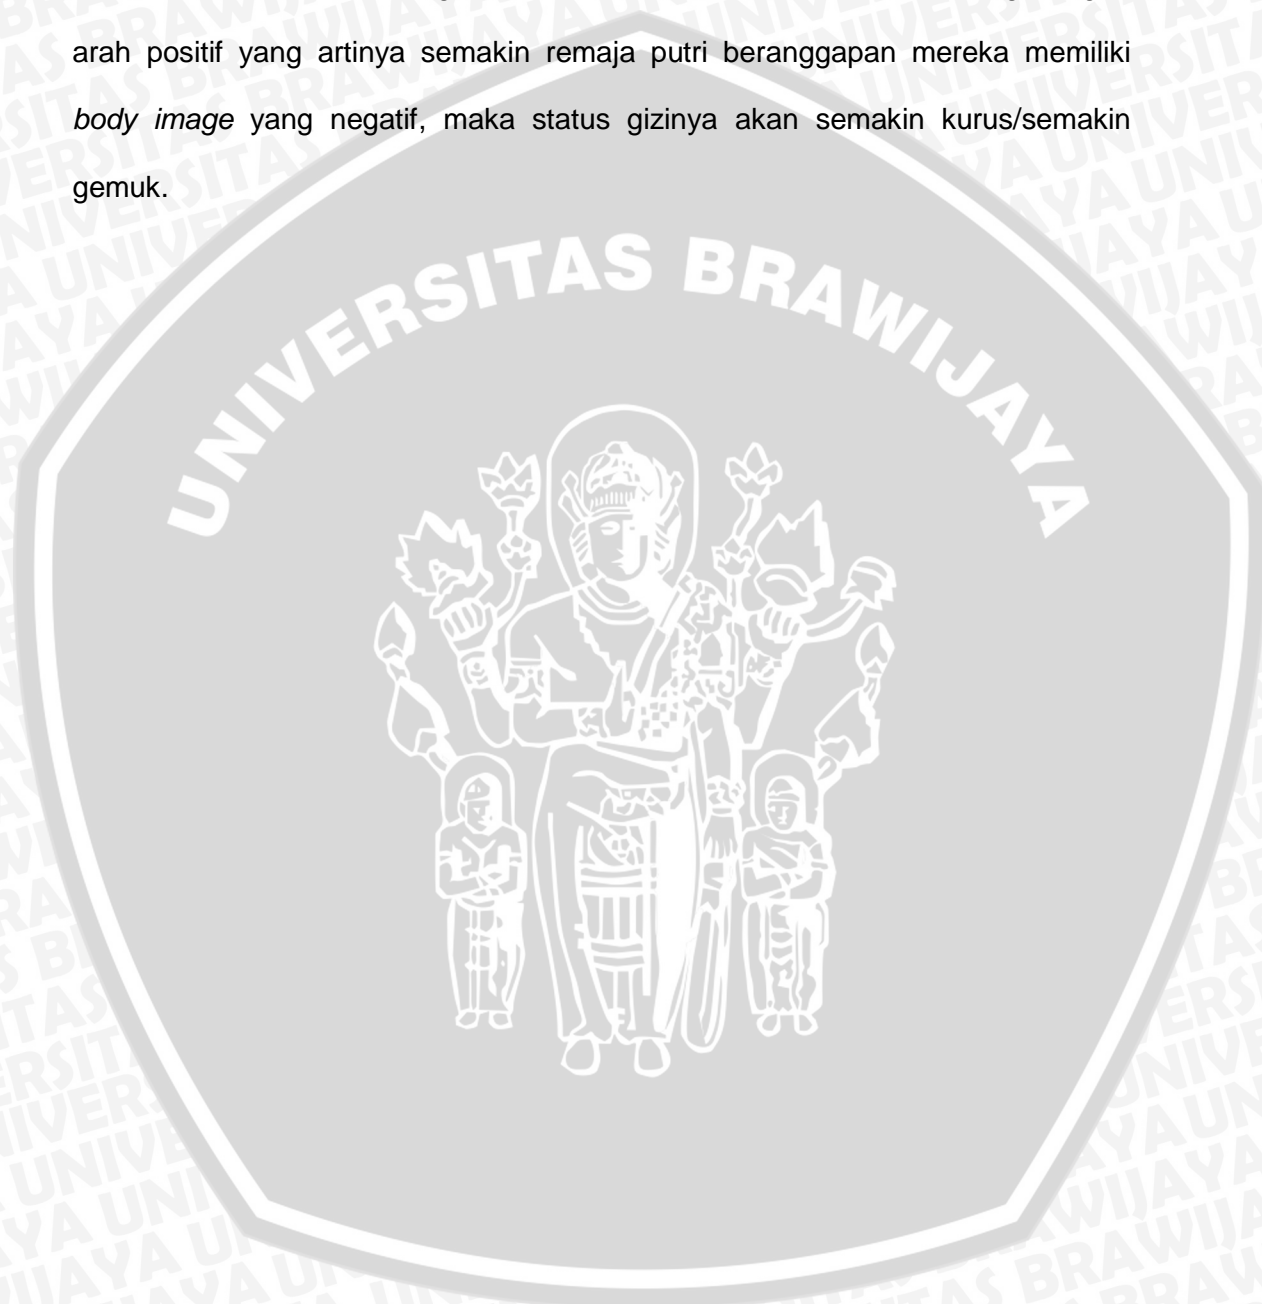 arah positif yang artinya semakin remaja putri beranggapan mereka memiliki
body image yang negatif, maka status gizinya akan semakin kurus/semakin
gemuk.
UNIVERSITAS BRAWIJAYA